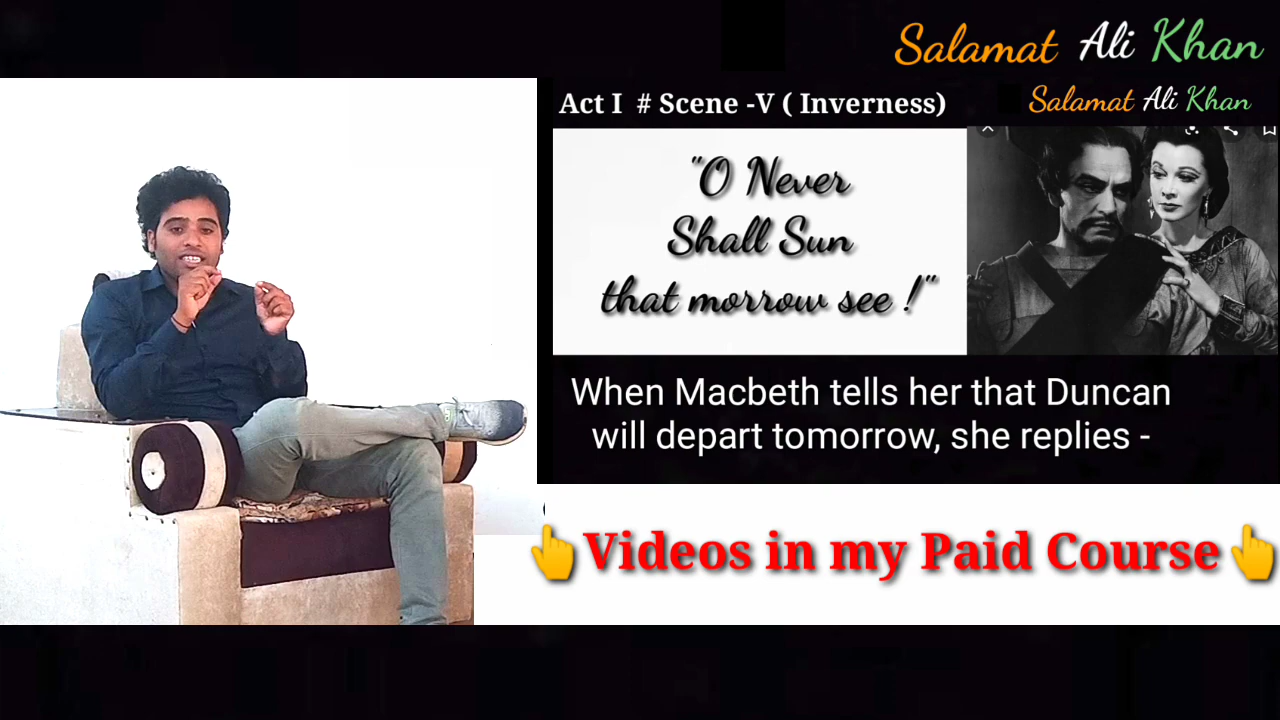 Salamat Ali Khan
Act I # Scene -V ( Inverness)
Salamat Ali Khan
"O Never
Shall Sun
that morrow see !"
When Macbeth tells her that Duncan
will depart tomorrow, she replies -
👆Videos in my Paid Course👆